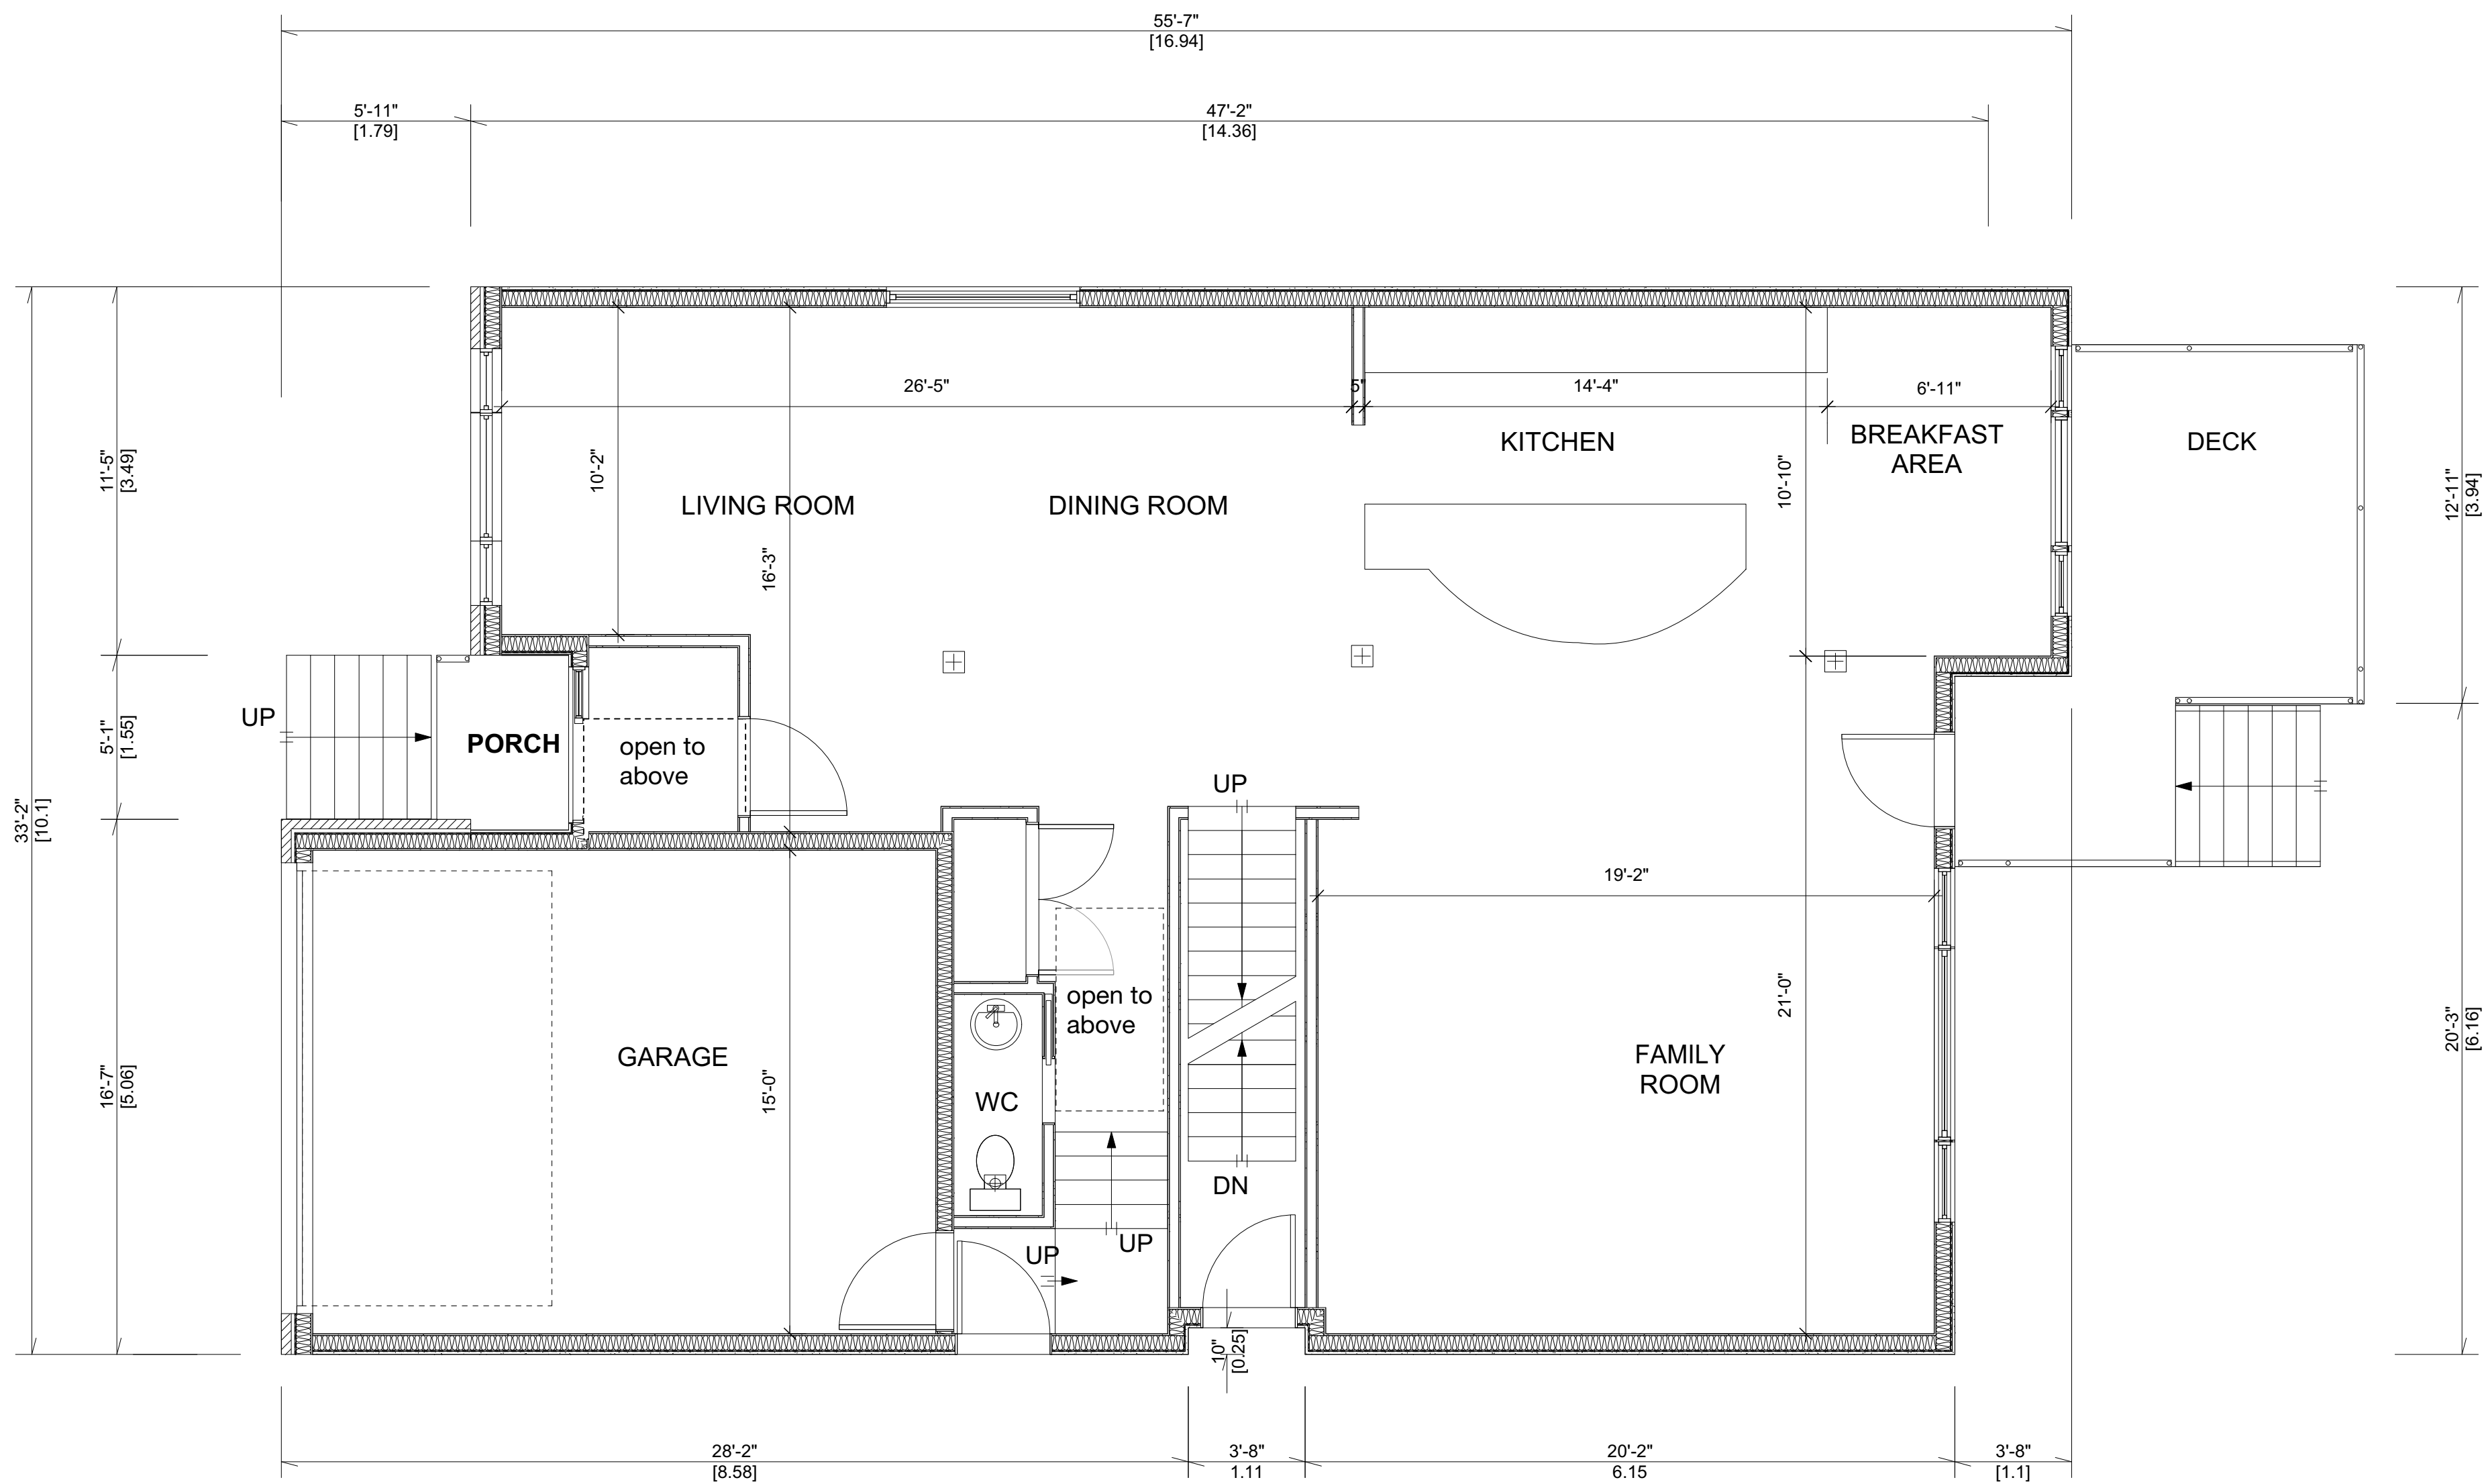 55'-7"
[16.94]
5'-11"
[1.79]
47'-2"
[14.36]
26'-5"
5"
14'-4"
6'-11"
KITCHEN
BREAKFAST
AREA
DECK
11'-5"
[3.49]
10'-2"
10'-10"
12'-11"
[3.94]
LIVING ROOM
DINING ROOM
16'-3"
UP
5'-1"
[1.55]
PORCH
open to
above
UP
33'-2"
[10.1]
19'-2"
open to
above
21'-0"
GARAGE
FAMILY
ROOM
20'-3"
[6.16]
16'-7"
[5.06]
15'-0"
WC
DN
UP
UP
10"
[0.25]
28'-2"
[8.58]
3'-8"
1.11
20'-2"
6.15
3'-8"
[1.1]